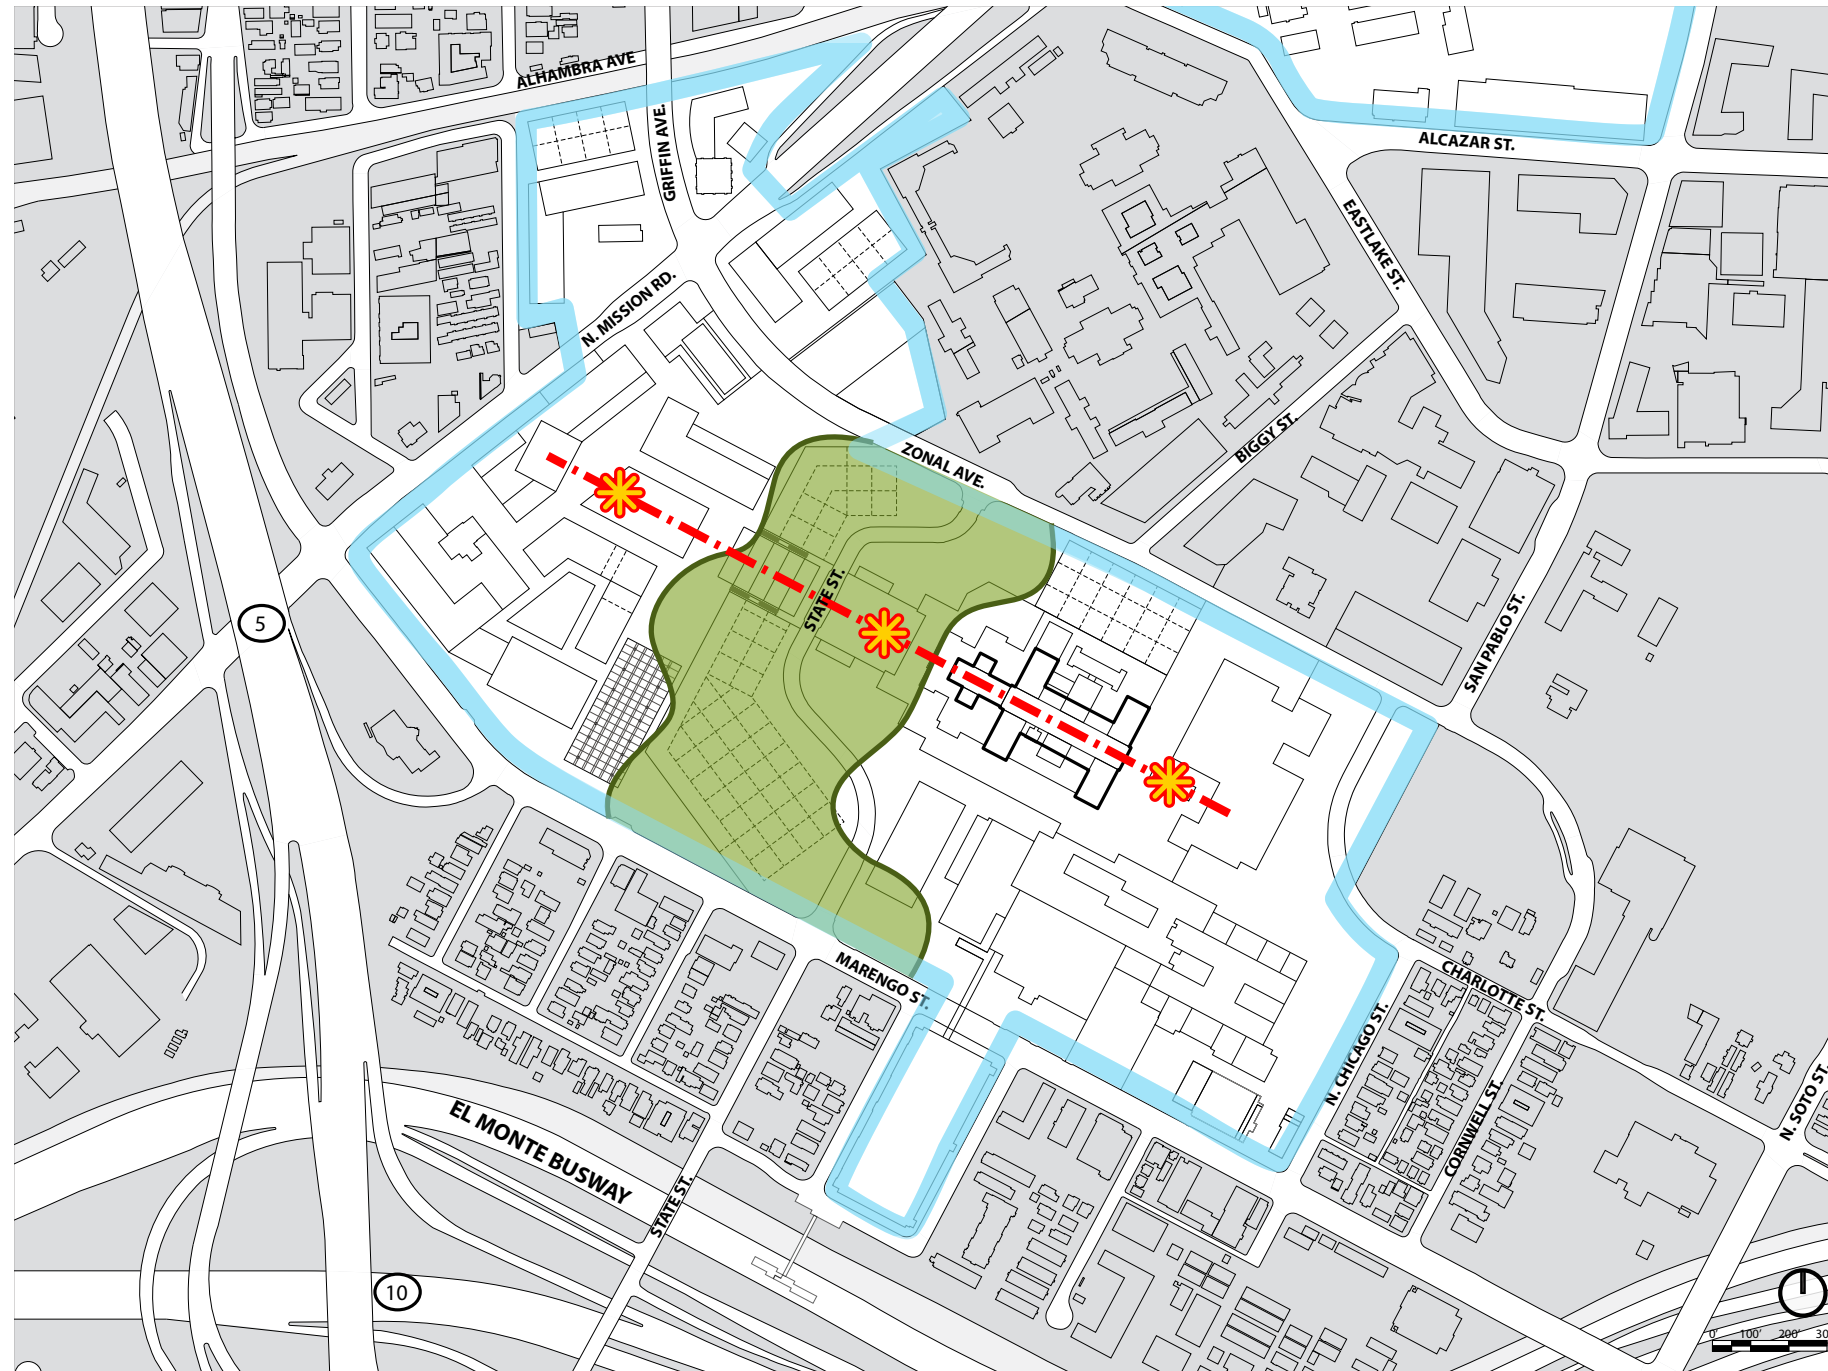 ALHAMBRA AVE
GRIFFIN AVE.
ALCAZAR ST.
EASTLAKE ST.
N. MISSION RD.
ZONAL AVE.
BIGGY ST.
STATE ST.
5
SAN PABLO ST.
MARENGO ST.
CHARLOTTE ST.
N. CHICAGO ST.
CORNWELL ST.
N. SOTO ST.
EL MONTE BUSWAY
STATE ST.
10
0' 100' 200' 30